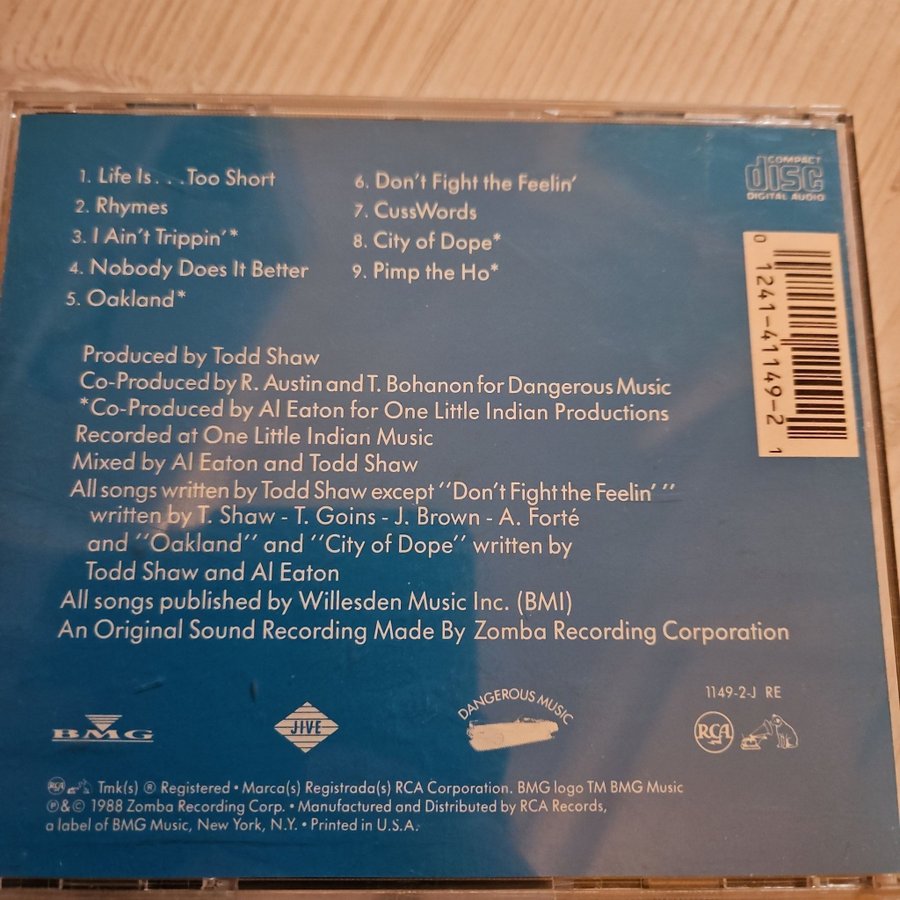 1. Life Is . . . Too Short
2. Rhymes
3. I Ain't Trippin'*
4. Nobody Does It Better
5. Oakland*
6. Don't Fight the Feelin'
7. CussWords
8. City of Dope*
9. Pimp the Ho*
COMPACT
disc
DIGITAL AUDIO
0 1241-41149-2 1
Produced by Todd Shaw
Co-Produced by R. Austin and T. Bohanon for Dangerous Music
*Co-Produced by Al Eaton for One Little Indian Productions
Recorded at One Little Indian Music
Mixed by Al Eaton and Todd Shaw
All songs written by Todd Shaw except "Don't Fight the Feelin' "
written by T. Shaw - T. Goins - J. Brown - A. Forté
and "Oakland" and "City of Dope" written by
Todd Shaw and Al Eaton
All songs published by Willesden Music Inc. (BMI)
An Original Sound Recording Made By Zomba Recording Corporation
BMG
JIVE
DANGEROUS MUSIC
1149-2-J RE
RCA
RCA Tmk(s) ® Registered • Marca(s) Registrada(s) RCA Corporation. BMG logo TM BMG Music
℗&© 1988 Zomba Recording Corp. • Manufactured and Distributed by RCA Records,
a label of BMG Music, New York, N.Y. • Printed in U.S.A.